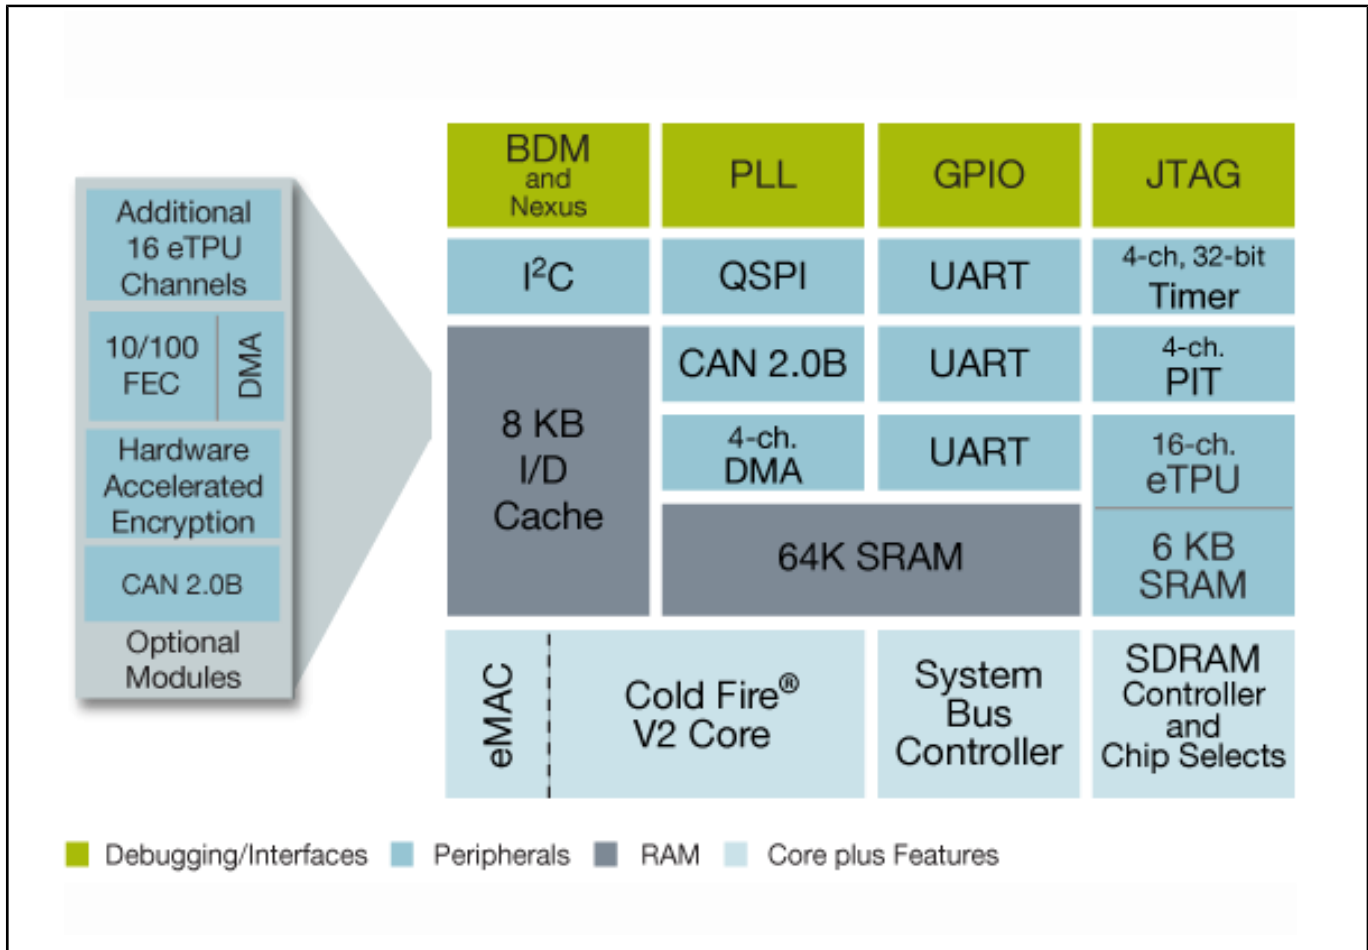 Additional
16 eTPU
Channels
10/100
FEC
DMA
Hardware
Accelerated
Encryption
CAN 2.0B
Optional
Modules
BDM
and
Nexus
PLL
GPIO
JTAG
I²C
QSPI
UART
4-ch, 32-bit
Timer
8 KB
I/D
Cache
CAN 2.0B
UART
4-ch.
PIT
4-ch.
DMA
UART
16-ch.
eTPU
64K SRAM
6 KB
SRAM
eMAC
Cold Fire®
V2 Core
System
Bus
Controller
SDRAM
Controller
and
Chip Selects
Debugging/Interfaces
Peripherals
RAM
Core plus Features